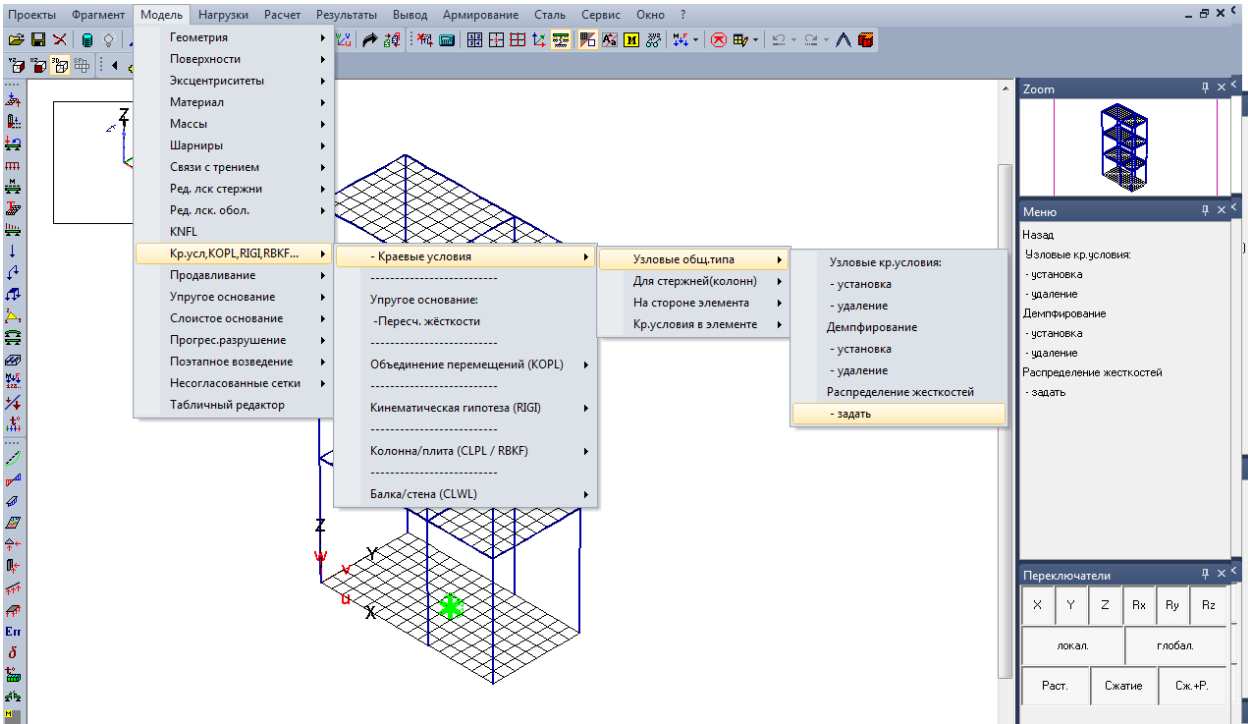 Проекты Фрагмент Модель Нагрузки Расчет Результаты Вывод Армирование Сталь Сервис Окно ?
Геометрия
Поверхности
Эксцентриситеты
Материал
Массы
Шарниры
Связи с трением
Ред. лск стержни
Ред. лск. обол.
KNFL
Кр.усл,KOPL,RIGI,RBKF...
Продавливание
Упругое основание
Слоистое основание
Прогрес.разрушение
Поэтапное возведение
Несогласованные сетки
Табличный редактор
- Краевые условия
-------------------------
Упругое основание:
-Пересч. жёсткости
-------------------------
Объединение перемещений (KOPL)
-------------------------
Кинематическая гипотеза (RIGI)
-------------------------
Колонна/плита (CLPL / RBKF)
-------------------------
Балка/стена (CLWL)
Узловые общ.типа
Для стержней(колонн)
На стороне элемента
Кр.условия в элементе
Узловые кр.условия:
- установка
- удаление
Демпфирование
- установка
- удаление
Распределение жесткостей
- задать
Z
Z
Y
W
V
u
X
Err
δ
M
Zoom
Меню
Назад
Узловые кр.условия:
- установка
- удаление
Демпфирование
- установка
- удаление
Распределение жесткостей
- задать
Переключатели
X Y Z Rx Ry Rz
локал. глобал.
Раст. Сжатие Сж.+Р.